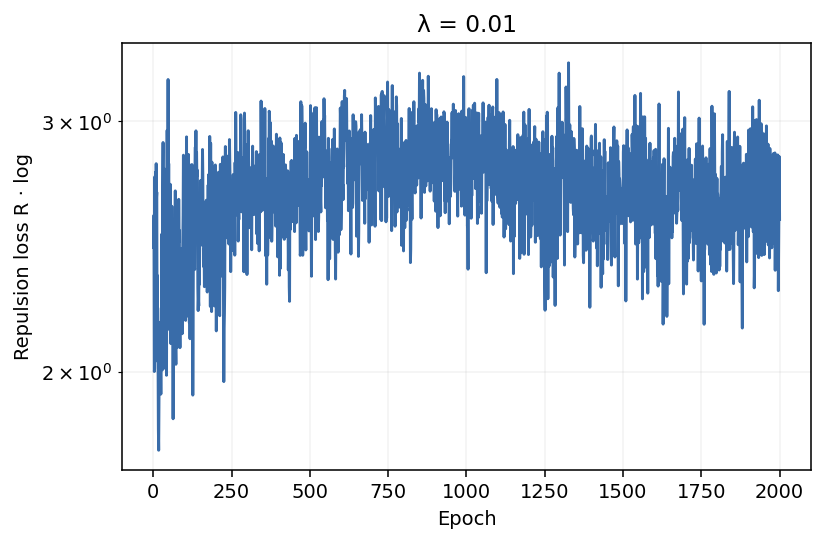 λ = 0.01
Repulsion loss R · log
3 × 10⁰
2 × 10⁰
0 250 500 750 1000 1250 1500 1750 2000
Epoch